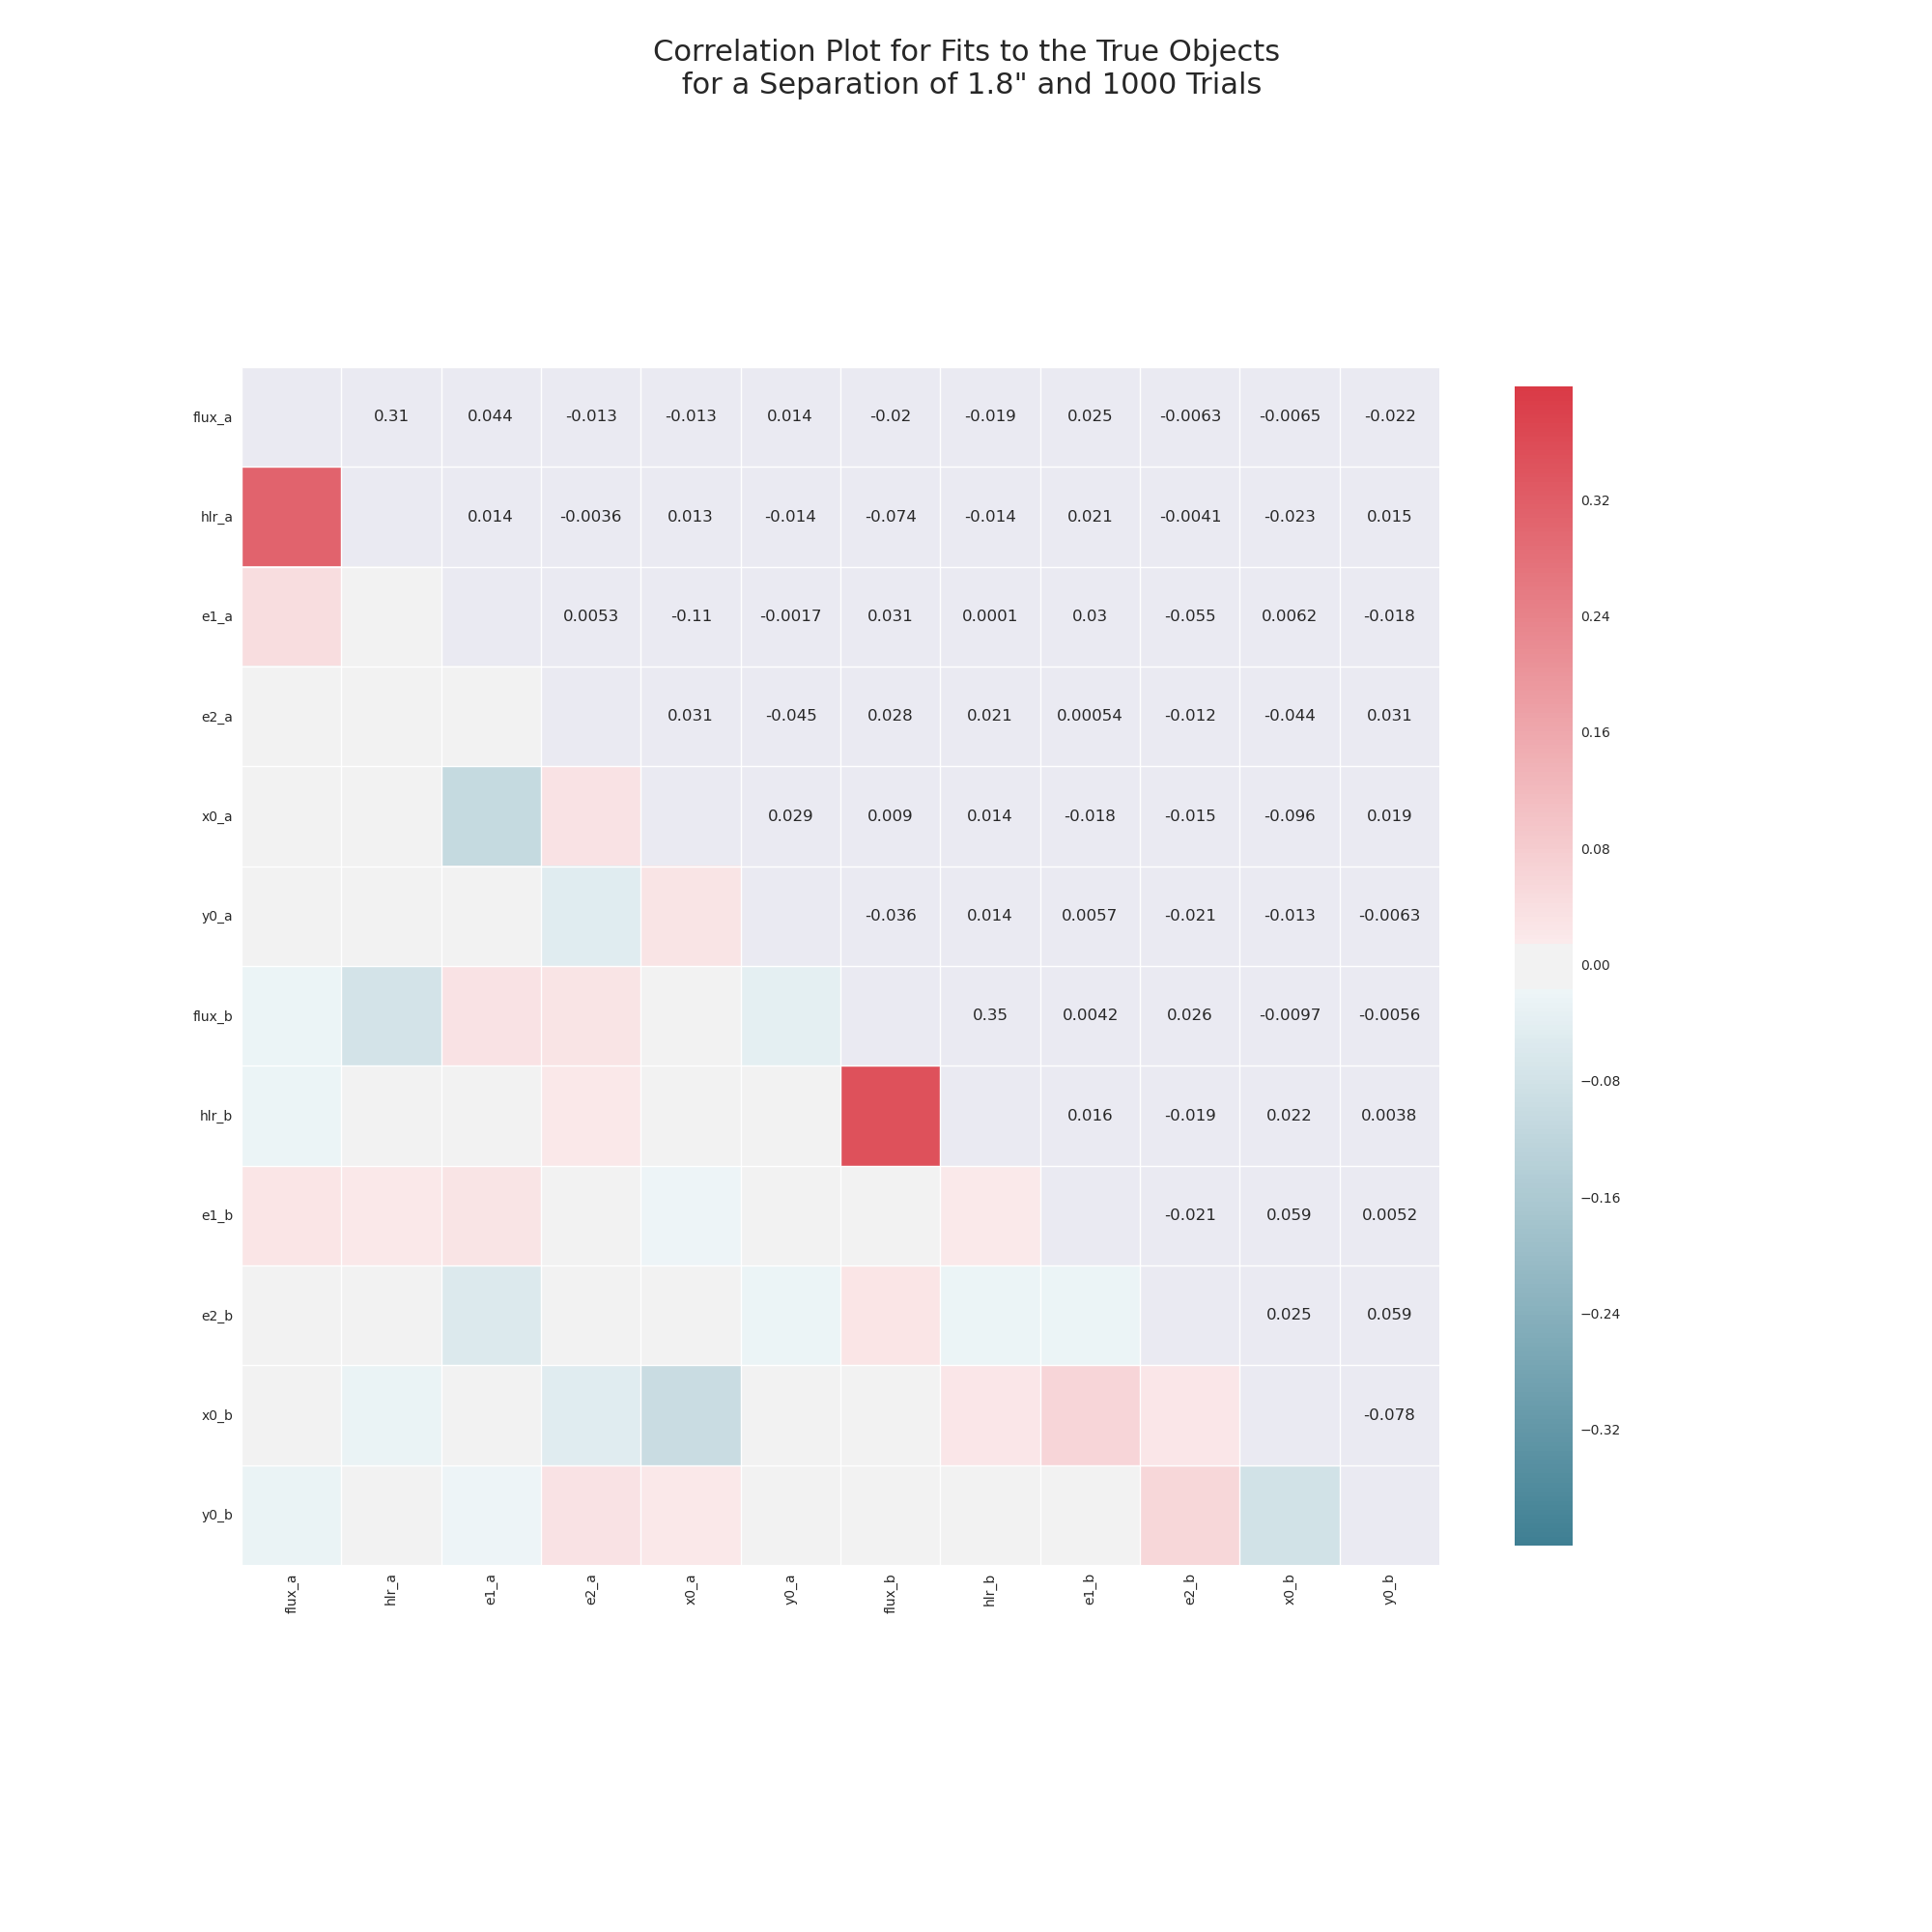 Correlation Plot for Fits to the True Objects
for a Separation of 1.8" and 1000 Trials
flux_a 0.31 0.044 -0.013 -0.013 0.014 -0.02 -0.019 0.025 -0.0063 -0.0065 -0.022
hlr_a 0.014 -0.0036 0.013 -0.014 -0.074 -0.014 0.021 -0.0041 -0.023 0.015
e1_a 0.0053 -0.11 -0.0017 0.031 0.0001 0.03 -0.055 0.0062 -0.018
e2_a 0.031 -0.045 0.028 0.021 0.00054 -0.012 -0.044 0.031
x0_a 0.029 0.009 0.014 -0.018 -0.015 -0.096 0.019
y0_a -0.036 0.014 0.0057 -0.021 -0.013 -0.0063
flux_b 0.35 0.0042 0.026 -0.0097 -0.0056
hlr_b 0.016 -0.019 0.022 0.0038
e1_b -0.021 0.059 0.0052
e2_b 0.025 0.059
x0_b -0.078
y0_b
flux_a hlr_a e1_a e2_a x0_a y0_a flux_b hlr_b e1_b e2_b x0_b y0_b
0.32
0.24
0.16
0.08
0.00
−0.08
−0.16
−0.24
−0.32